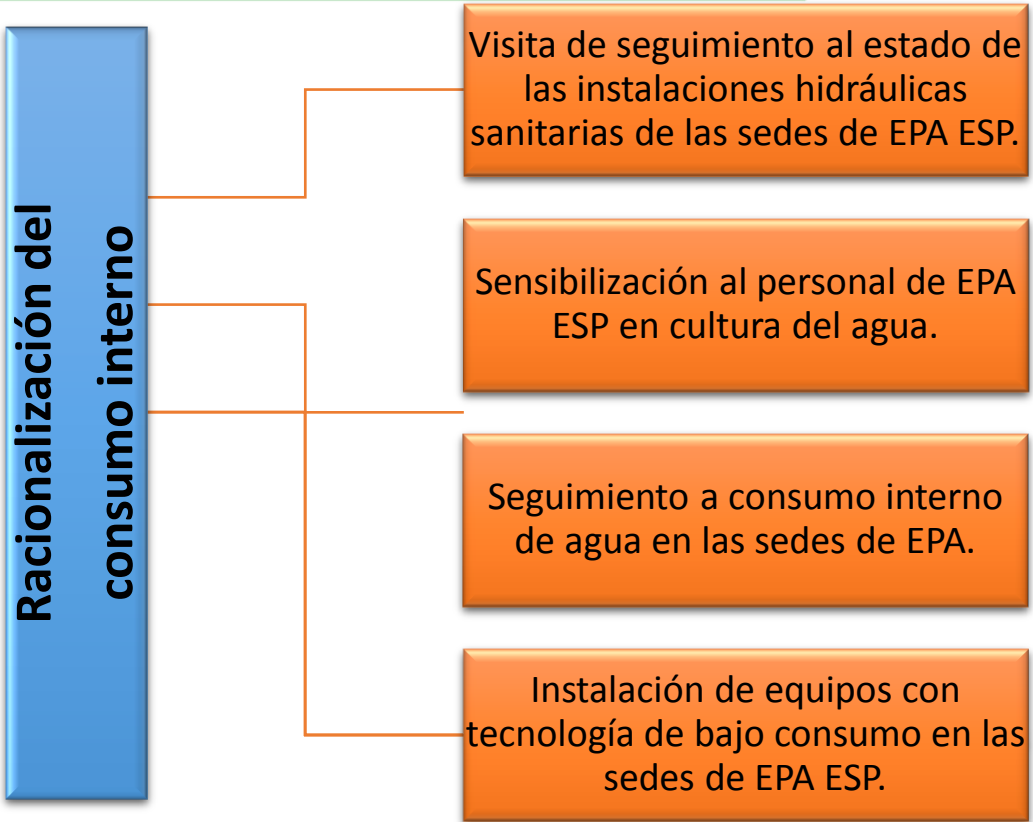 Racionalización del
consumo interno
Visita de seguimiento al estado de
las instalaciones hidráulicas
sanitarias de las sedes de EPA ESP.
Sensibilización al personal de EPA
ESP en cultura del agua.
Seguimiento a consumo interno
de agua en las sedes de EPA.
Instalación de equipos con
tecnología de bajo consumo en las
sedes de EPA ESP.